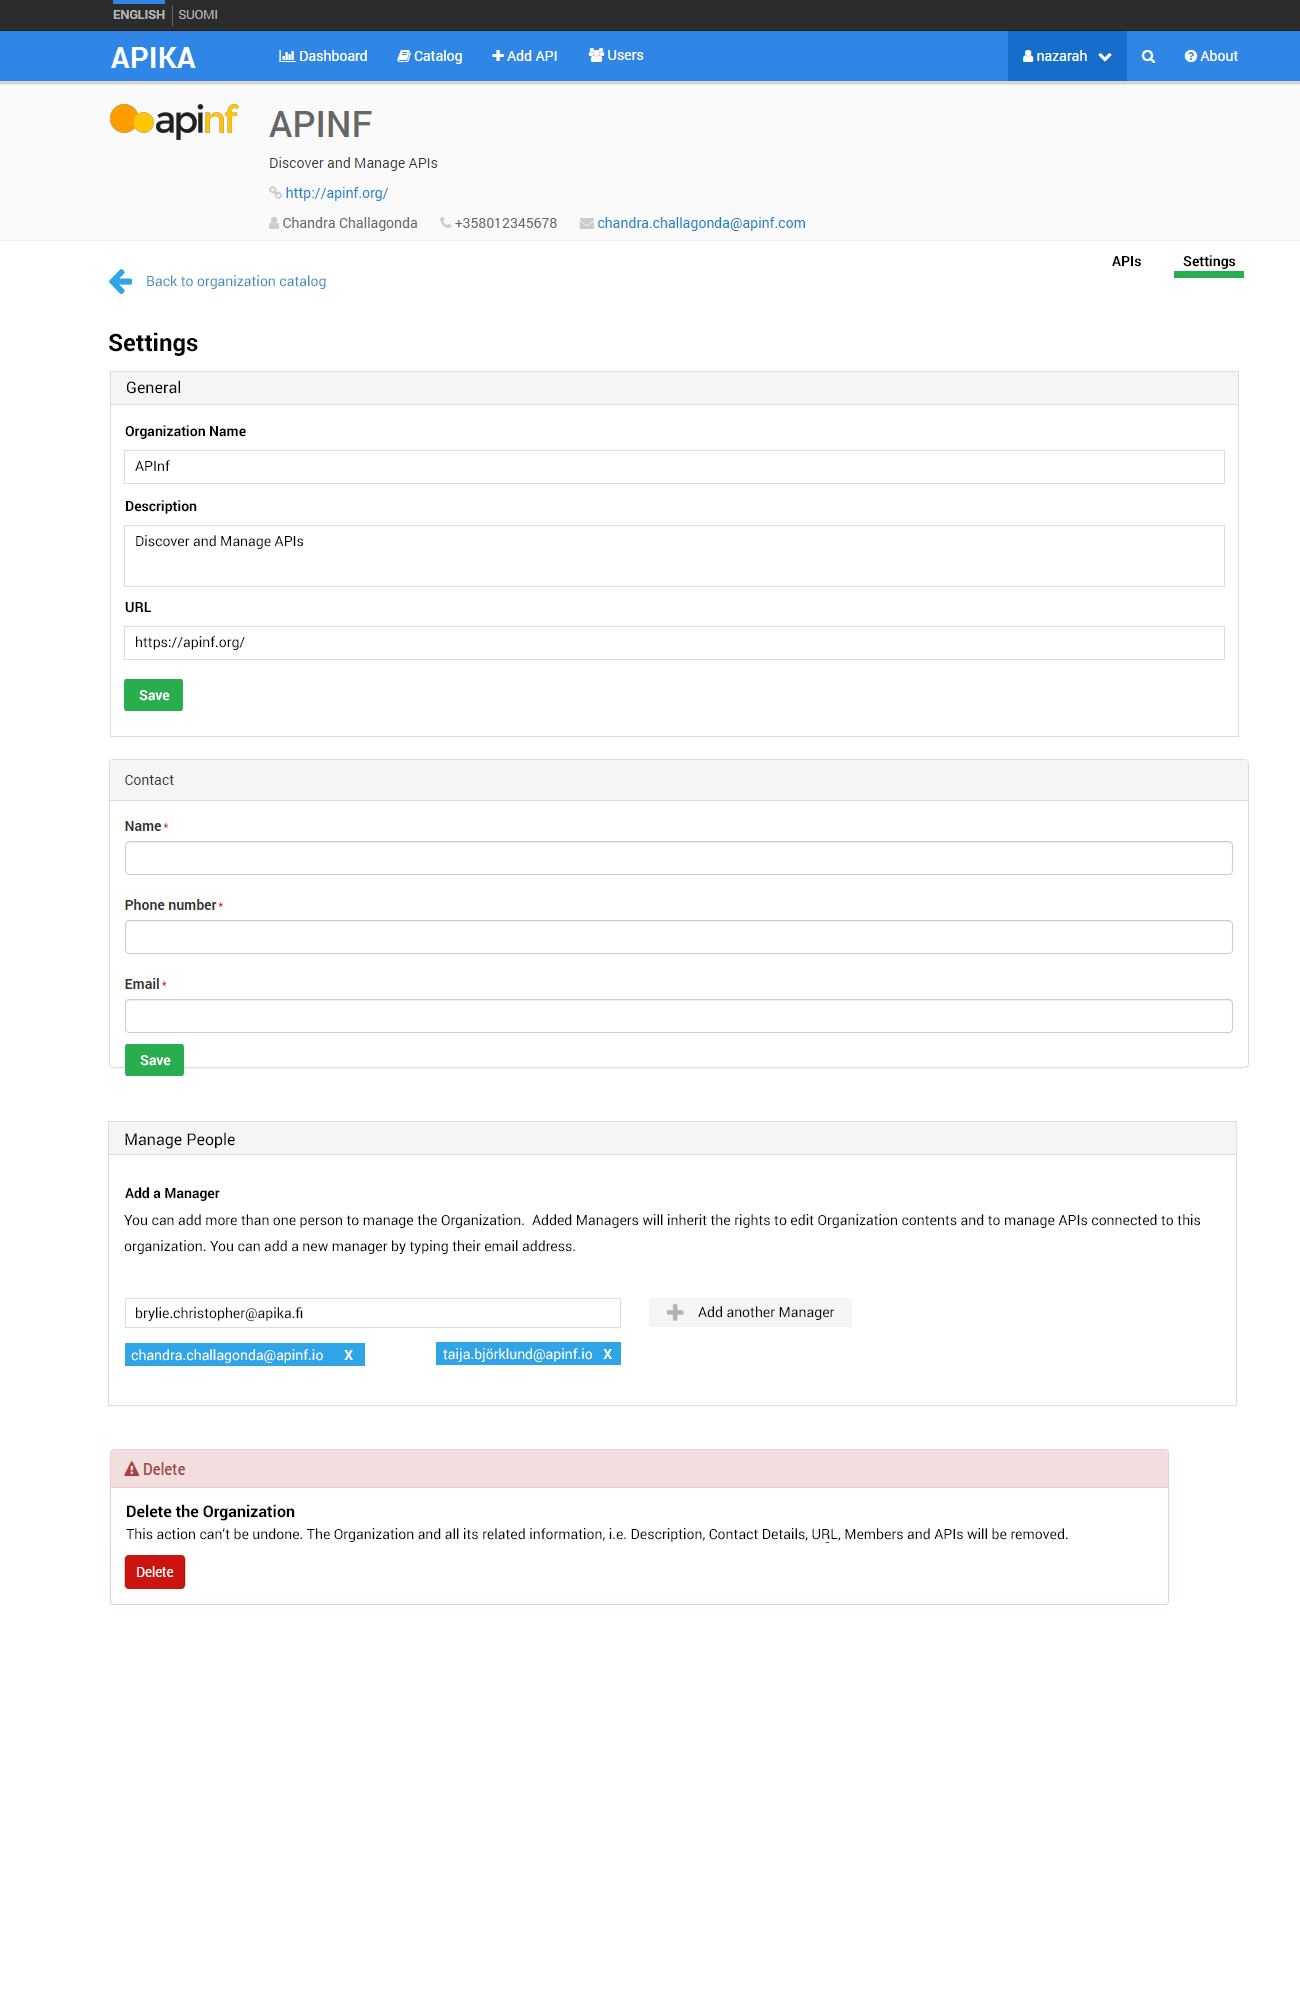 ENGLISH SUOMI
APIKA Dashboard Catalog Add API Users nazarah About
apinf
APINF
Discover and Manage APIs
http://apinf.org/
Chandra Challagonda +358012345678 chandra.challagonda@apinf.com
APIs Settings
Back to organization catalog
Settings
General
Organization Name
APInf
Description
Discover and Manage APIs
URL
https://apinf.org/
Save
Contact
Name *
Phone number *
Email *
Save
Manage People
Add a Manager
You can add more than one person to manage the Organization. Added Managers will inherit the rights to edit Organization contents and to manage APIs connected to this
organization. You can add a new manager by typing their email address.
brylie.christopher@apika.fi Add another Manager
chandra.challagonda@apinf.io X taija.björklund@apinf.io X
Delete
Delete the Organization
This action can't be undone. The Organization and all its related information, i.e. Description, Contact Details, URL, Members and APIs will be removed.
Delete